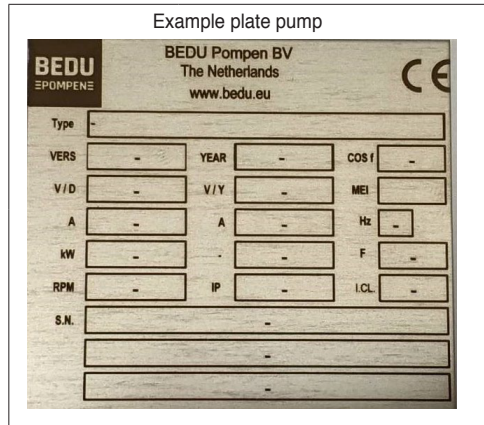 Example plate pump
BEDU Pompen BV
BEDU
The Netherlands
CE
ΞPOMPENΞ
www.bedu.eu
Type -
VERS - YEAR - COS f -
V / D - V / Y - MEI
A - A - Hz -
kW - - - F -
RPM - IP - I.CL. -
S.N. -
-
-